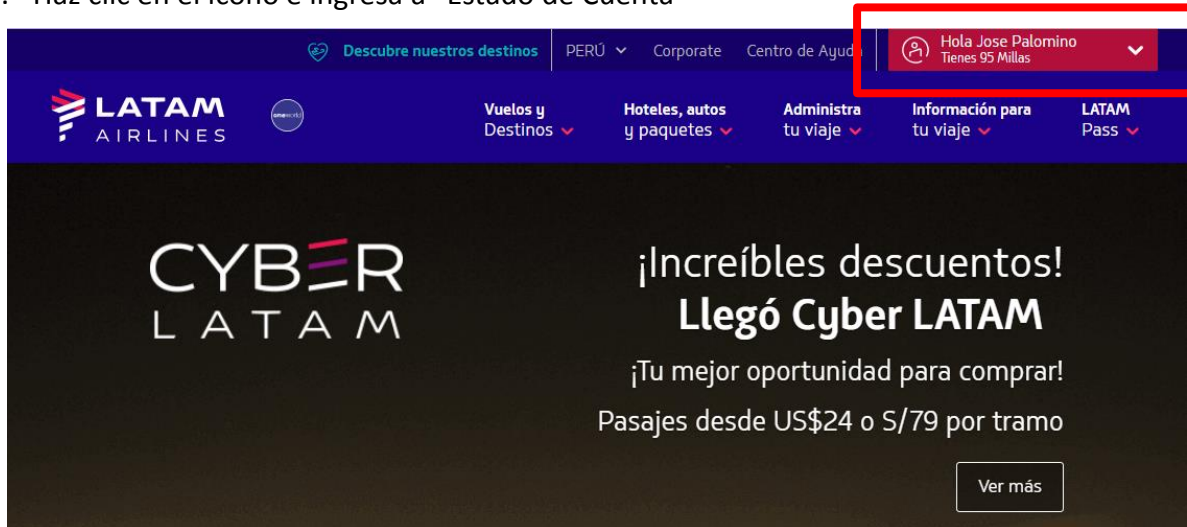 . Haz clic en el ícono e ingresa a "Estado de Cuenta"
Descubre nuestros destinos PERÚ Corporate Centro de Ayuda Hola Jose Palomino
Tienes 95 Millas
LATAM
AIRLINES
oneworld
Vuelos y
Destinos
Hoteles, autos
y paquetes
Administra
tu viaje
Información para
tu viaje
LATAM
Pass
CYBER
LATAM
¡Increíbles descuentos!
Llegó Cyber LATAM
¡Tu mejor oportunidad para comprar!
Pasajes desde US$24 o S/79 por tramo
Ver más